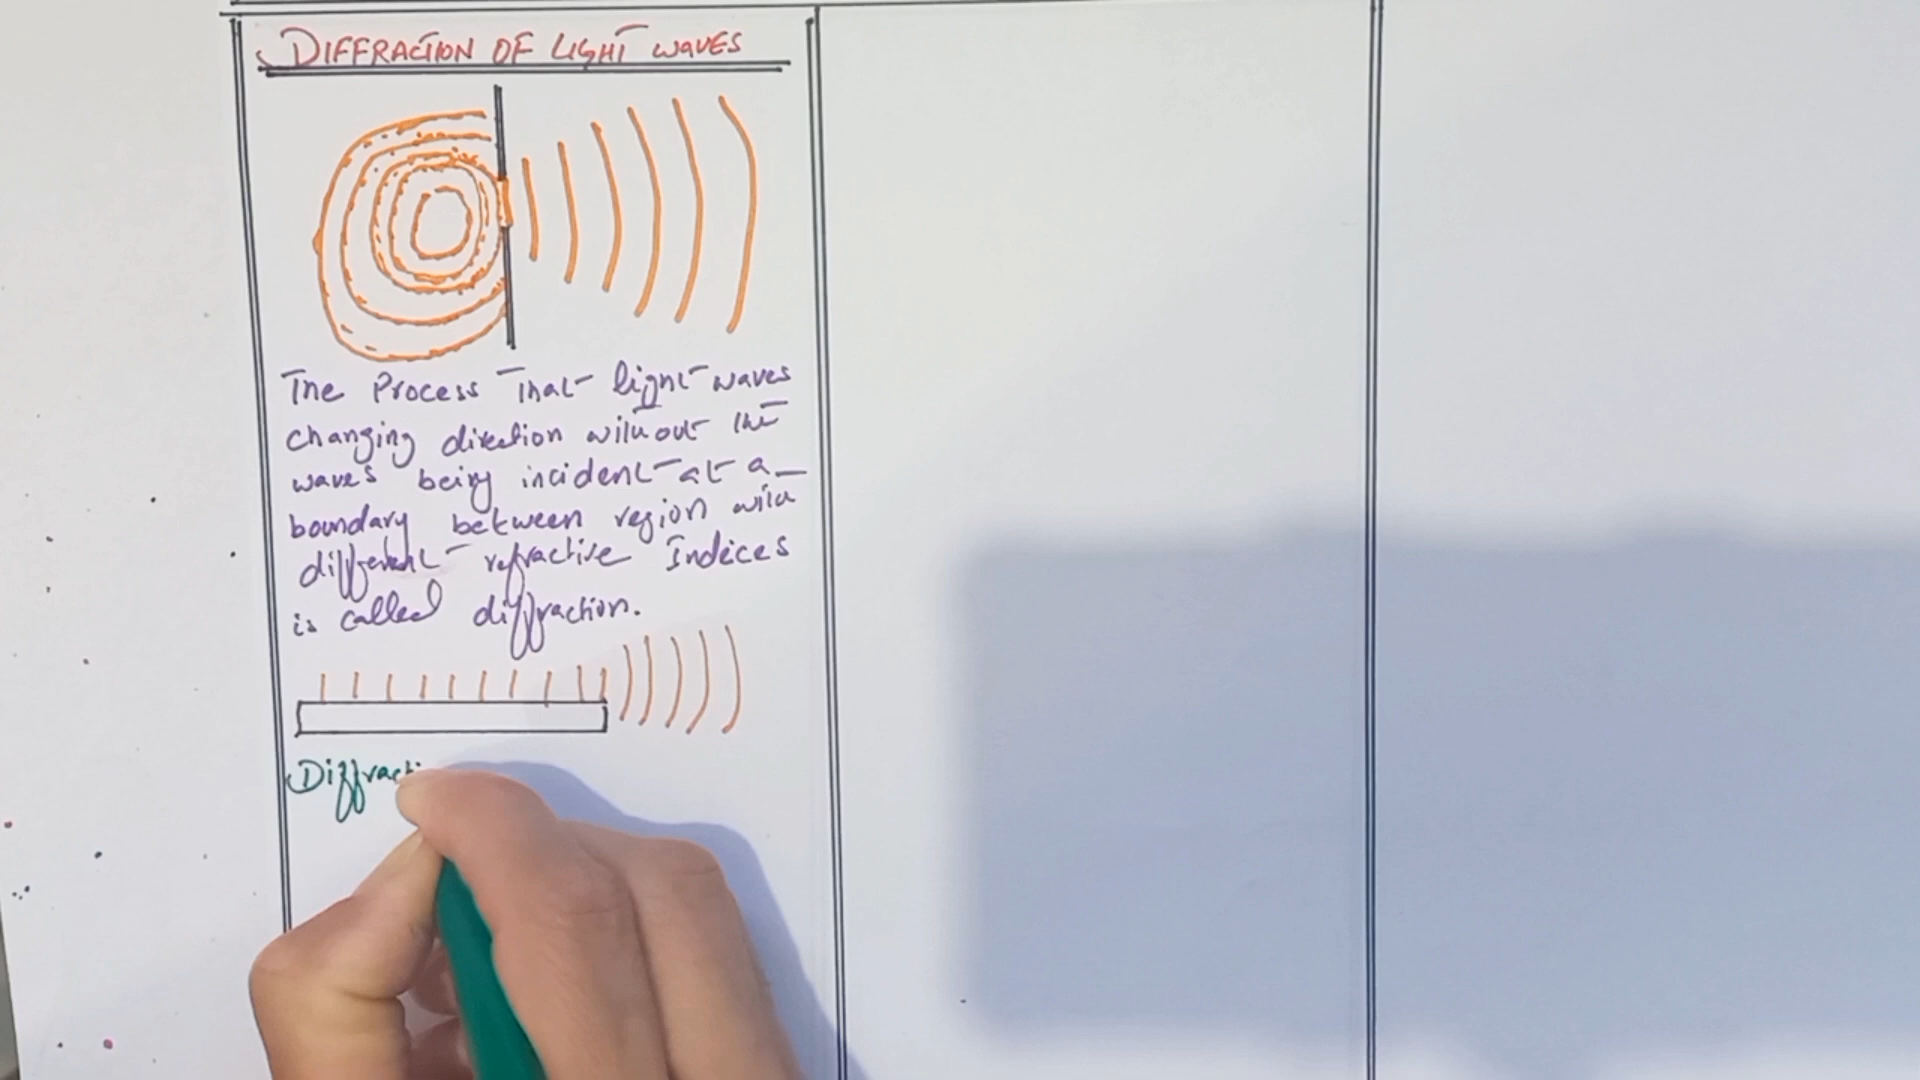 DIFFRACTION OF LIGHT WAVES
The Process That light waves
changing direction without the
waves being incident at a
boundary between region with
different refractive Indices
is called diffraction.
Diffracti